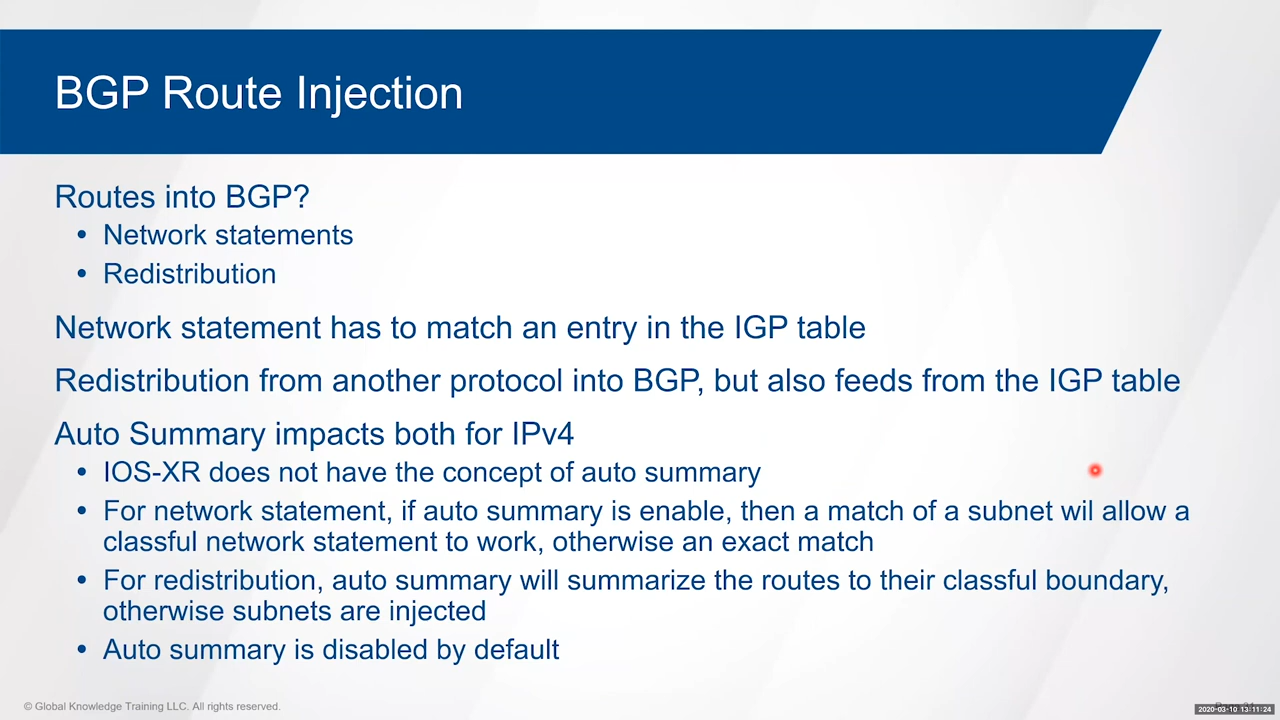 BGP Route Injection
Routes into BGP?
• Network statements
• Redistribution
Network statement has to match an entry in the IGP table
Redistribution from another protocol into BGP, but also feeds from the IGP table
Auto Summary impacts both for IPv4
• IOS-XR does not have the concept of auto summary
• For network statement, if auto summary is enable, then a match of a subnet wil allow a
classful network statement to work, otherwise an exact match
• For redistribution, auto summary will summarize the routes to their classful boundary,
otherwise subnets are injected
• Auto summary is disabled by default
© Global Knowledge Training LLC. All rights reserved.
2020-03-10 13:11:24